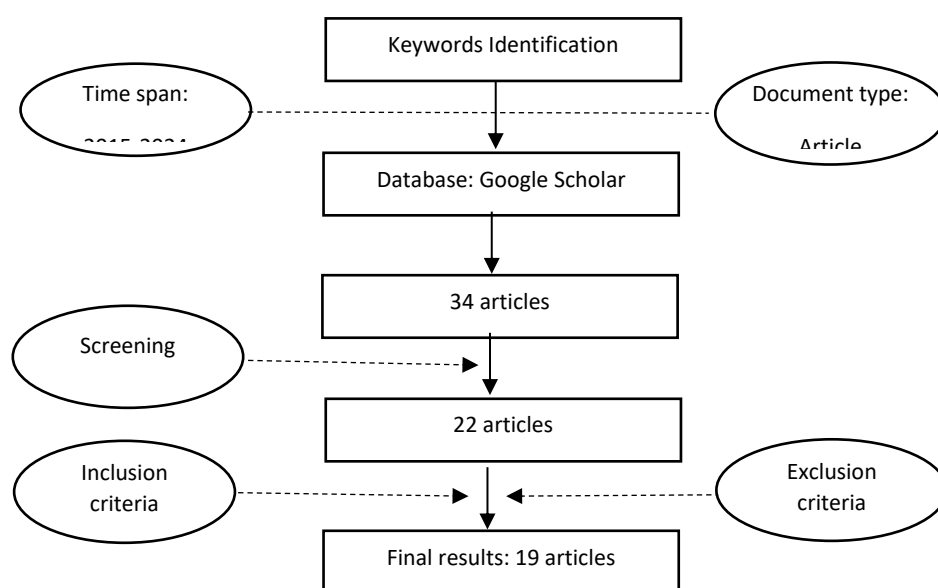 Keywords Identification
Time span:
Document type:
Database: Google Scholar
34 articles
Screening
22 articles
Inclusion
criteria
Exclusion
criteria
Final results: 19 articles